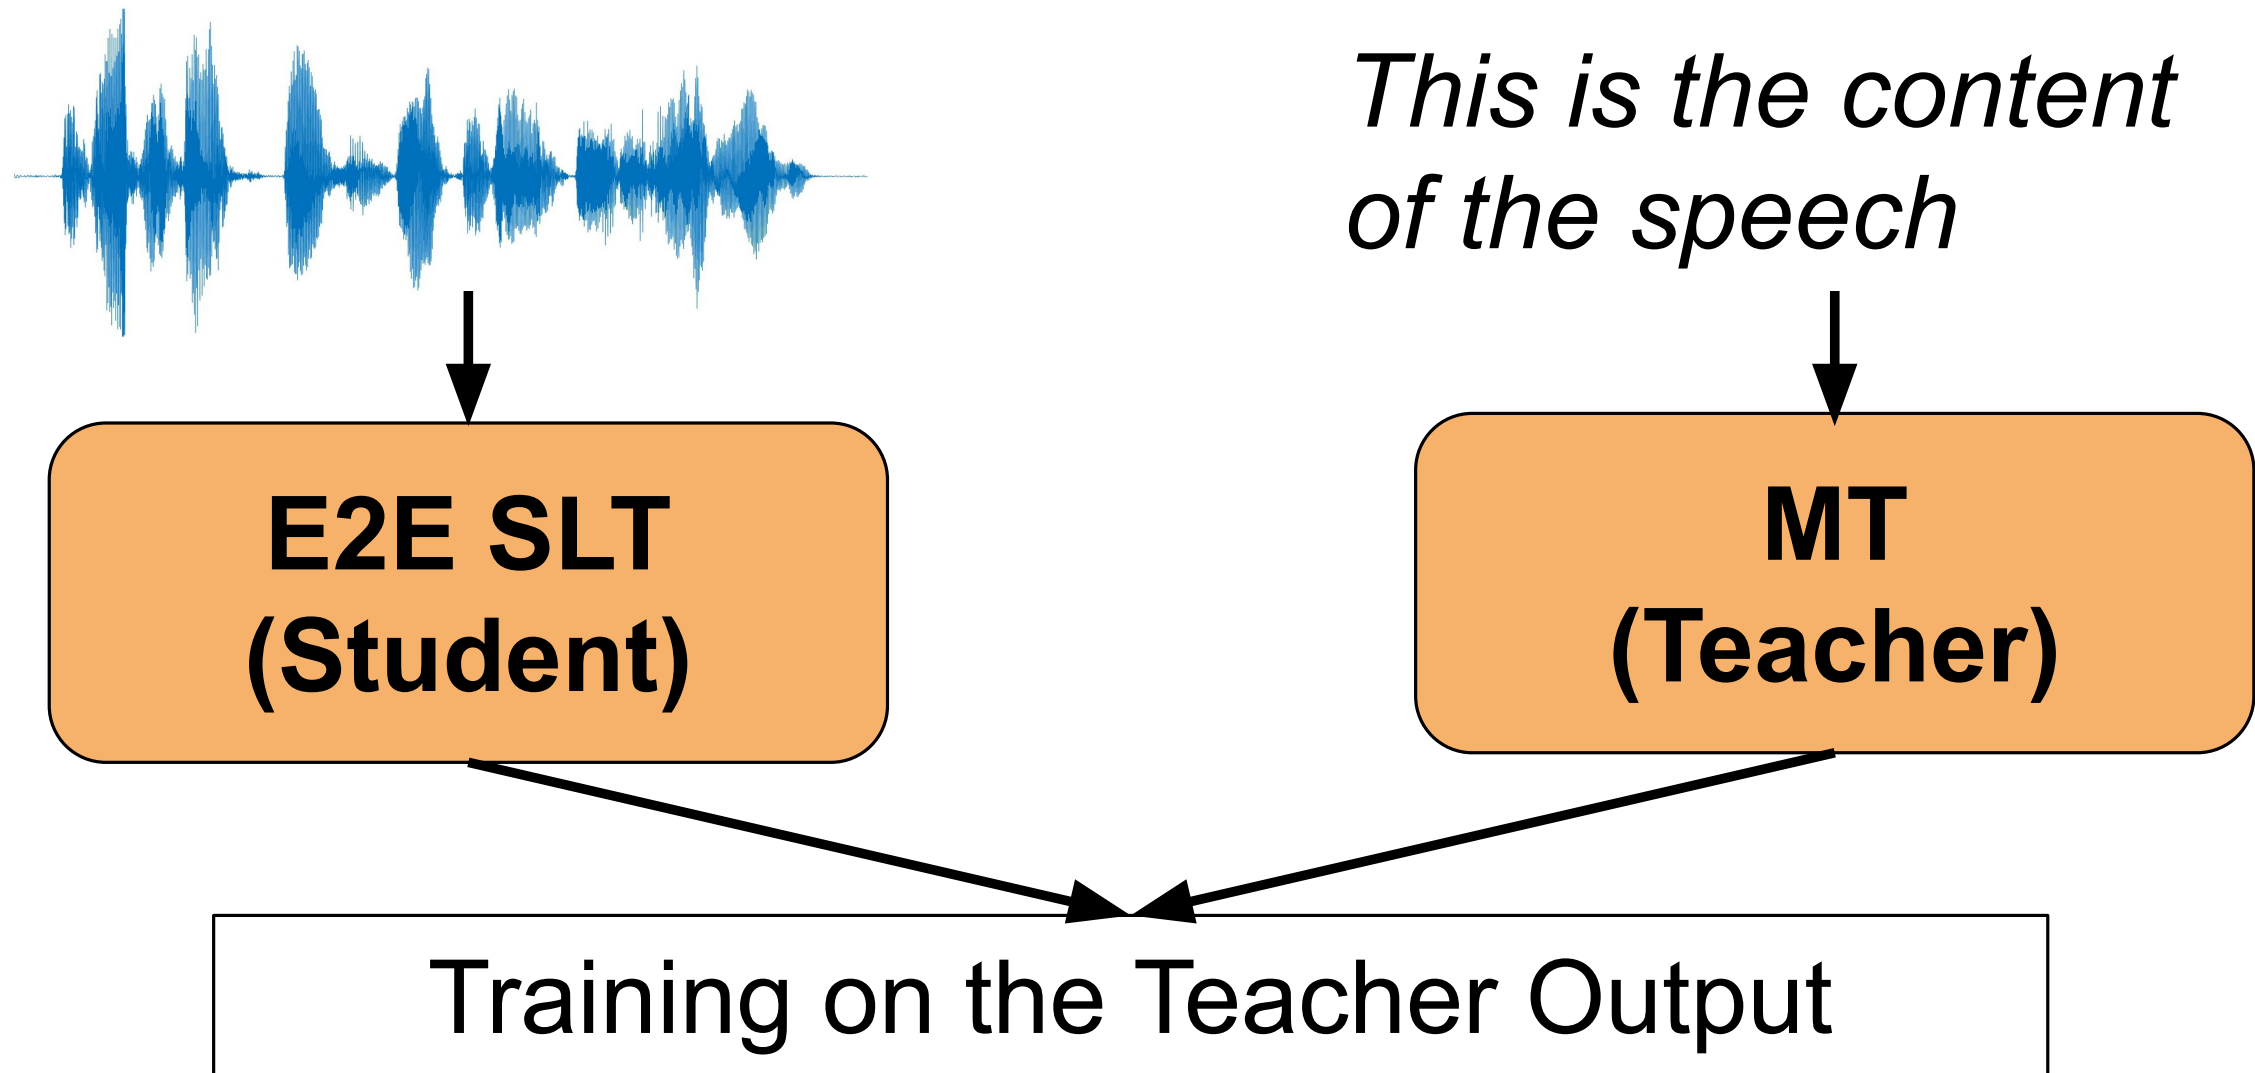 This is the content
of the speech
E2E SLT
(Student)
MT
(Teacher)
Training on the Teacher Output